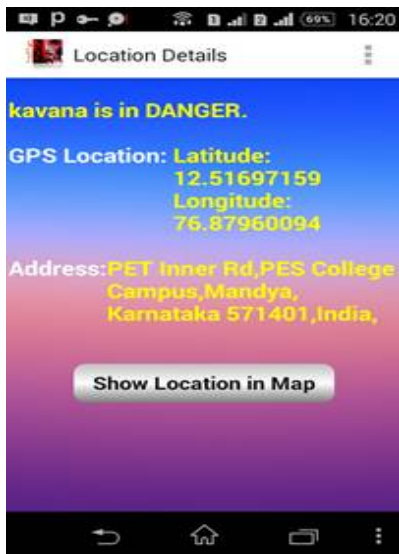 69% 16:20
Location Details
kavana is in DANGER.
GPS Location: Latitude:
12.51697159
Longitude:
76.87960094
Address:PET Inner Rd,PES College
Campus,Mandya,
Karnataka 571401,India,
Show Location in Map